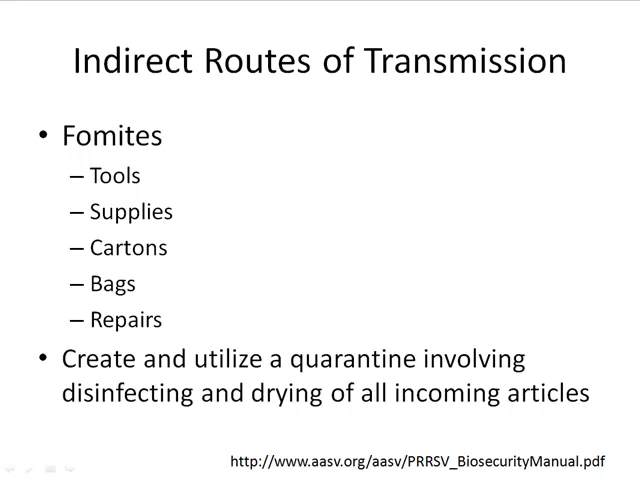 Indirect Routes of Transmission
• Fomites
– Tools
– Supplies
– Cartons
– Bags
– Repairs
• Create and utilize a quarantine involving
disinfecting and drying of all incoming articles
http://www.aasv.org/aasv/PRRSV_BiosecurityManual.pdf